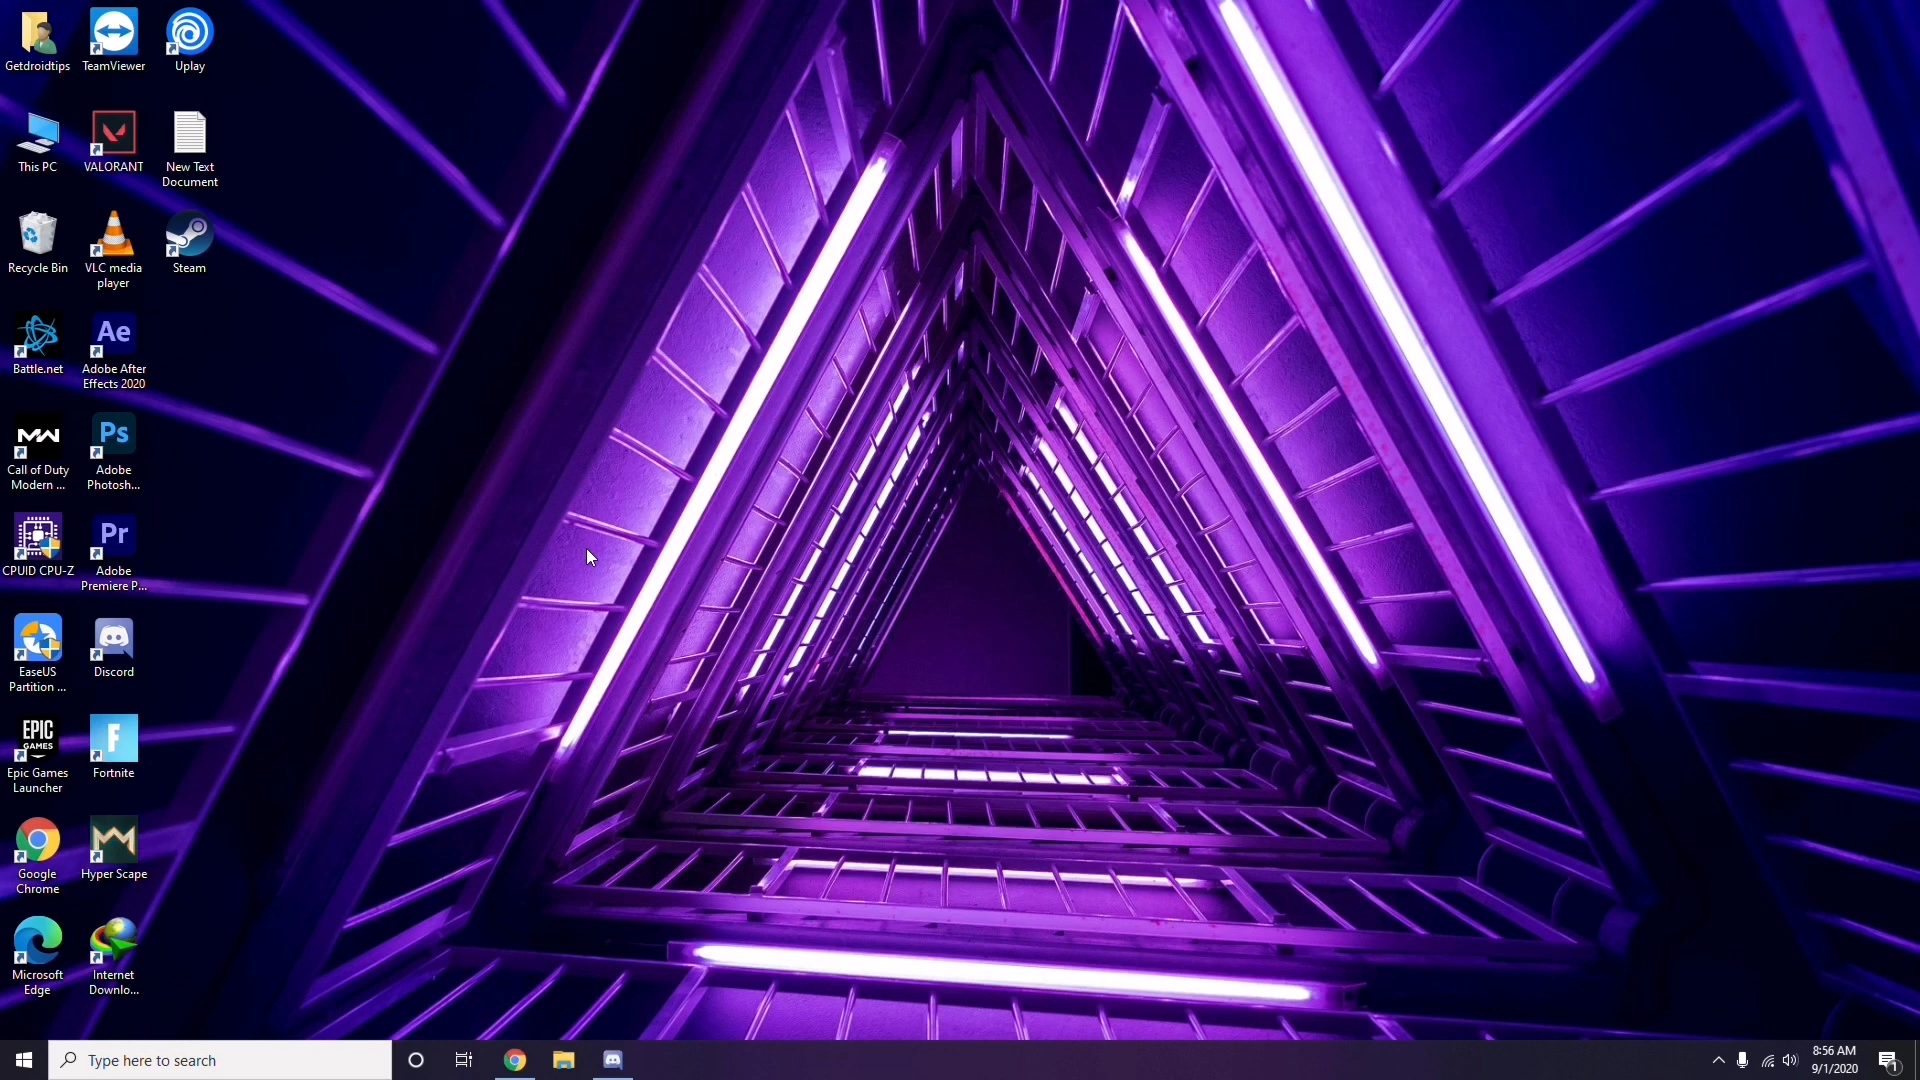 Getdroidtips
TeamViewer
Uplay
This PC
VALORANT
New Text
Document
Recycle Bin
VLC media
player
Steam
Battle.net
Ae
Adobe After
Effects 2020
MW
Call of Duty
Modern ...
Ps
Adobe
Photosh...
CPUID CPU-Z
Pr
Adobe
Premiere P...
EaseUS
Partition ...
Discord
EPIC
GAMES
Epic Games
Launcher
F
Fortnite
Google
Chrome
Hyper Scape
Microsoft
Edge
Internet
Downlo...
Type here to search
8:56 AM
9/1/2020
1